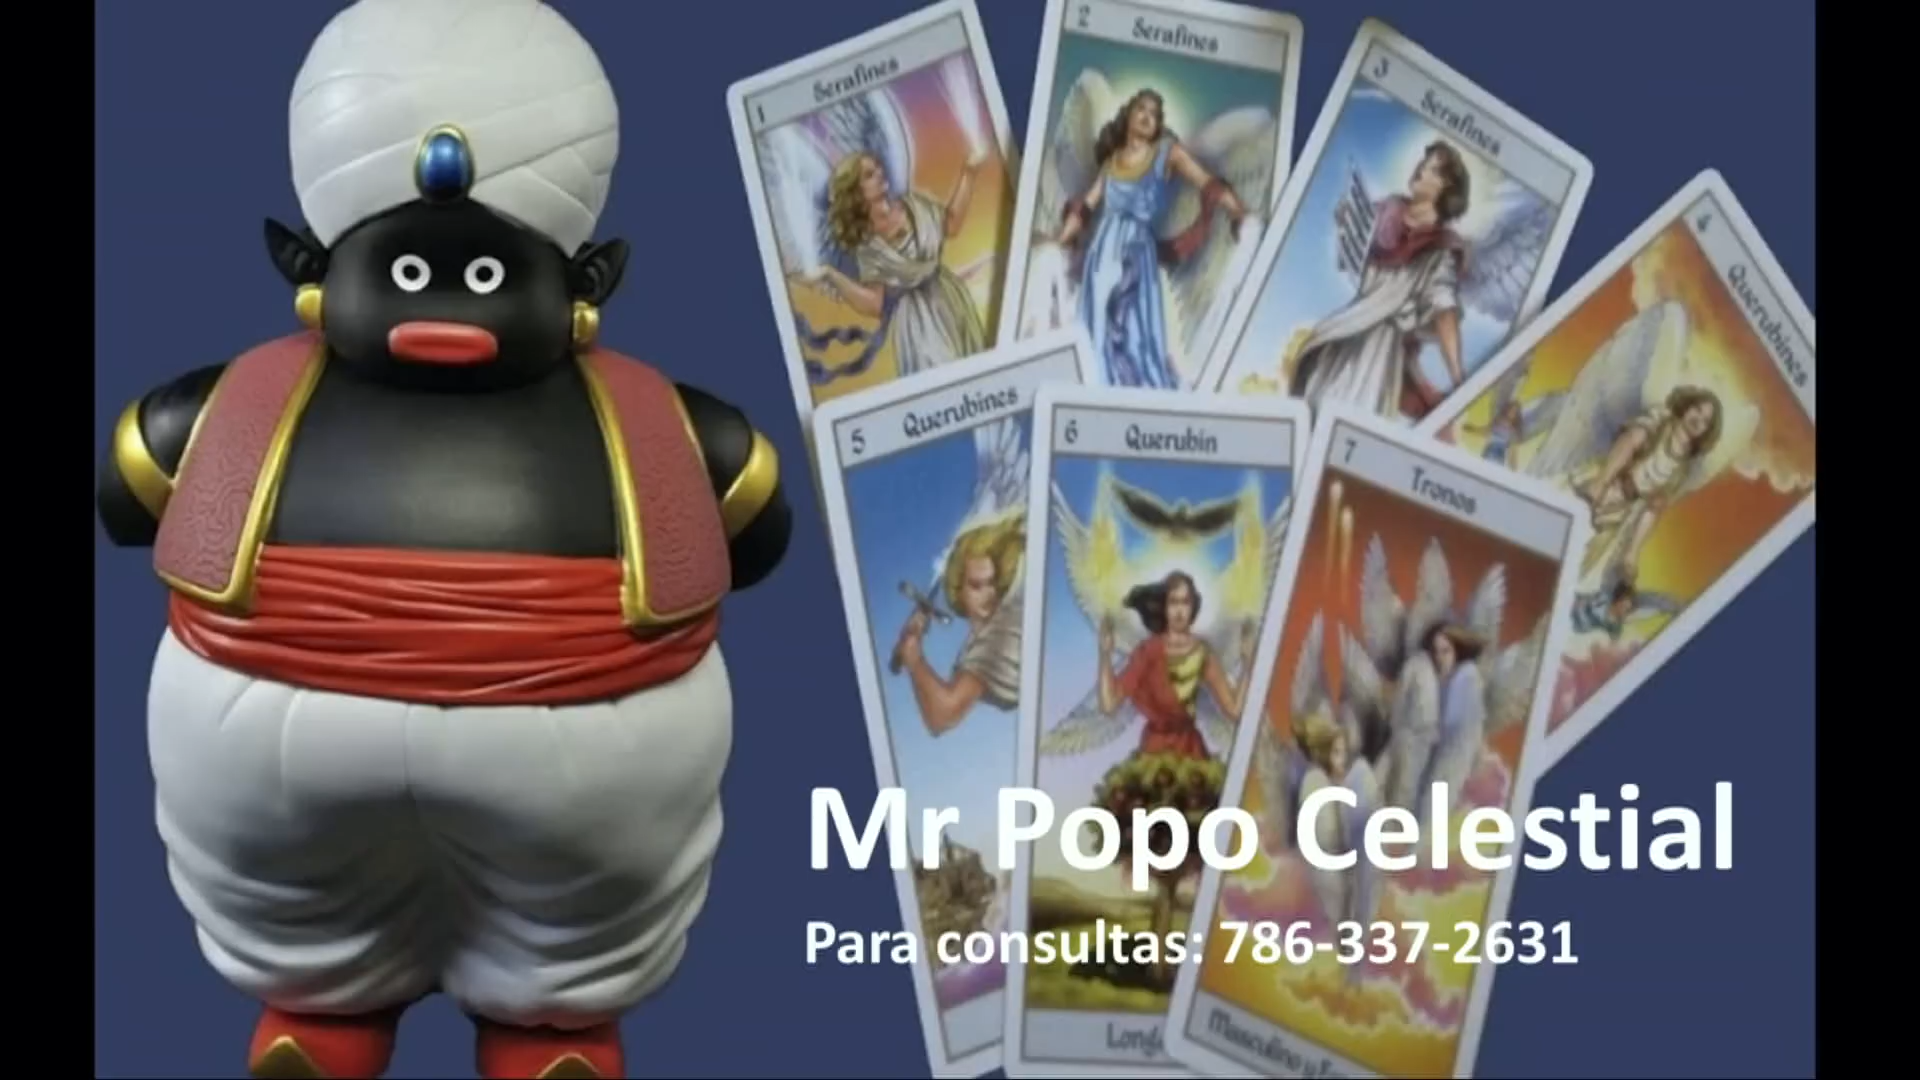 1 Serafines
2 Serafines
3 Serafines
4 Querubines
5 Querubines
6 Querubin
7 Tronos
Mr Popo Celestial
Para consultas: 786-337-2631
Masculino y